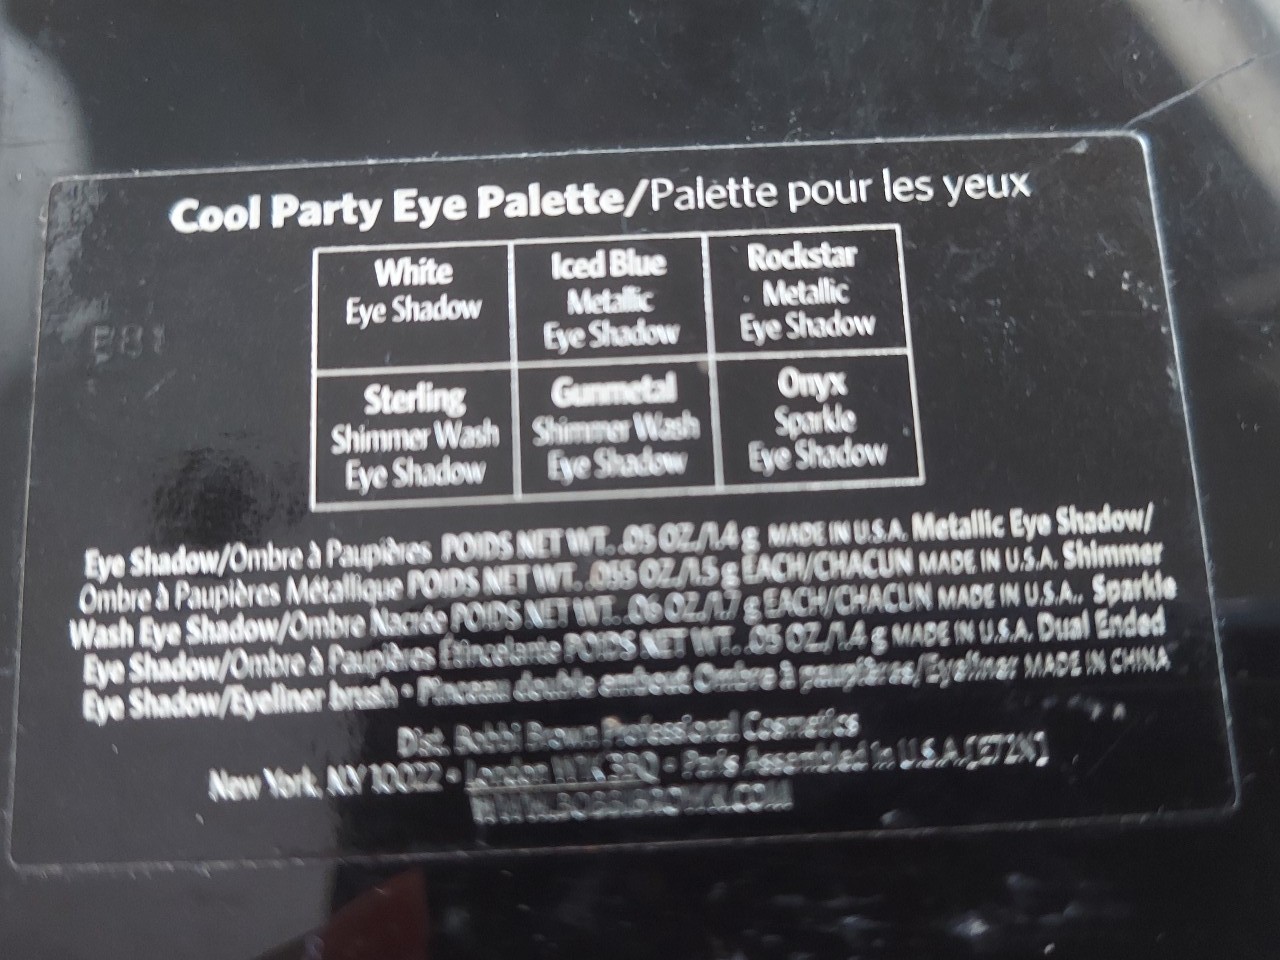 Cool Party Eye Palette/Palette pour les yeux
White
Eye Shadow
Iced Blue
Metallic
Eye Shadow
Rockstar
Metallic
Eye Shadow
Sterling
Shimmer Wash
Eye Shadow
Gunmetal
Shimmer Wash
Eye Shadow
Onyx
Sparkle
Eye Shadow
E81
Eye Shadow/Ombre à Paupières POIDS NET WT. .05 OZ./1.4 g MADE IN U.S.A. Metallic Eye Shadow/
Ombre à Paupières Métallique POIDS NET WT. .055 OZ./1.5 g EACH/CHACUN MADE IN U.S.A. Shimmer
Wash Eye Shadow/Ombre Nacrée POIDS NET WT. .06 OZ./1.7 g EACH/CHACUN MADE IN U.S.A., Sparkle
Eye Shadow/Ombre à Paupières Étincelante POIDS NET WT. .05 OZ./1.4 g MADE IN U.S.A. Dual Ended
Eye Shadow/Eyeliner brush • Pinceau double embout Ombre à paupières/Eyeliner MADE IN CHINA
Dist. Bobbi Brown Professional Cosmetics
New York, NY 10022 • London W1K 3BQ • Paris Assembled in U.S.A.
WWW.BOBBIBROWN.COM